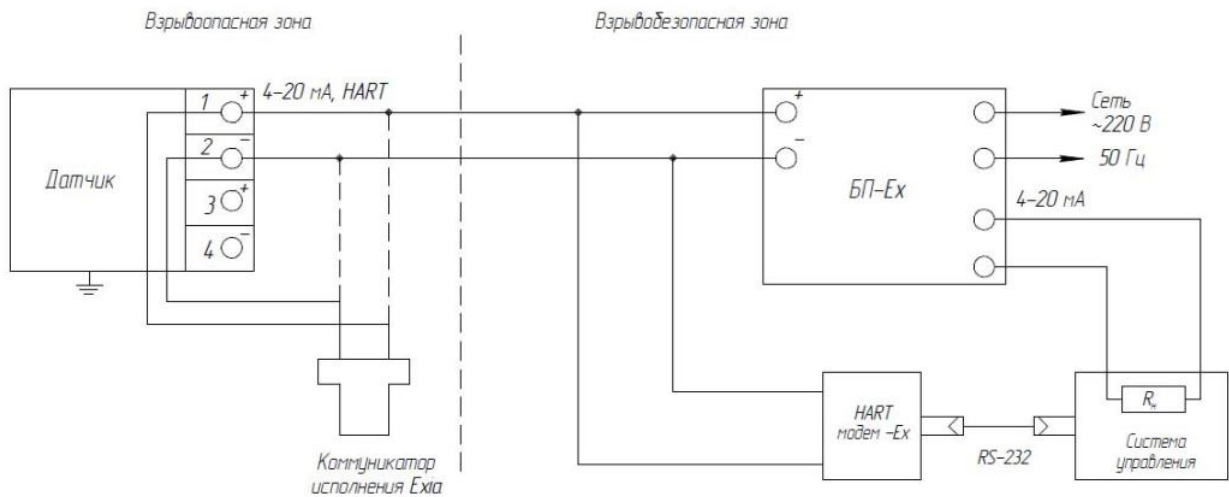 Взрывоопасная зона
Взрывобезопасная зона
Датчик
1 +
2 -
3 +
4 -
4-20 мА, HART
+
-
БП-Ex
Сеть
~220 В
50 Гц
4-20 мА
HART
модем -Ex
RS-232
Rн
Система
управления
Коммуникатор
исполнения Exia